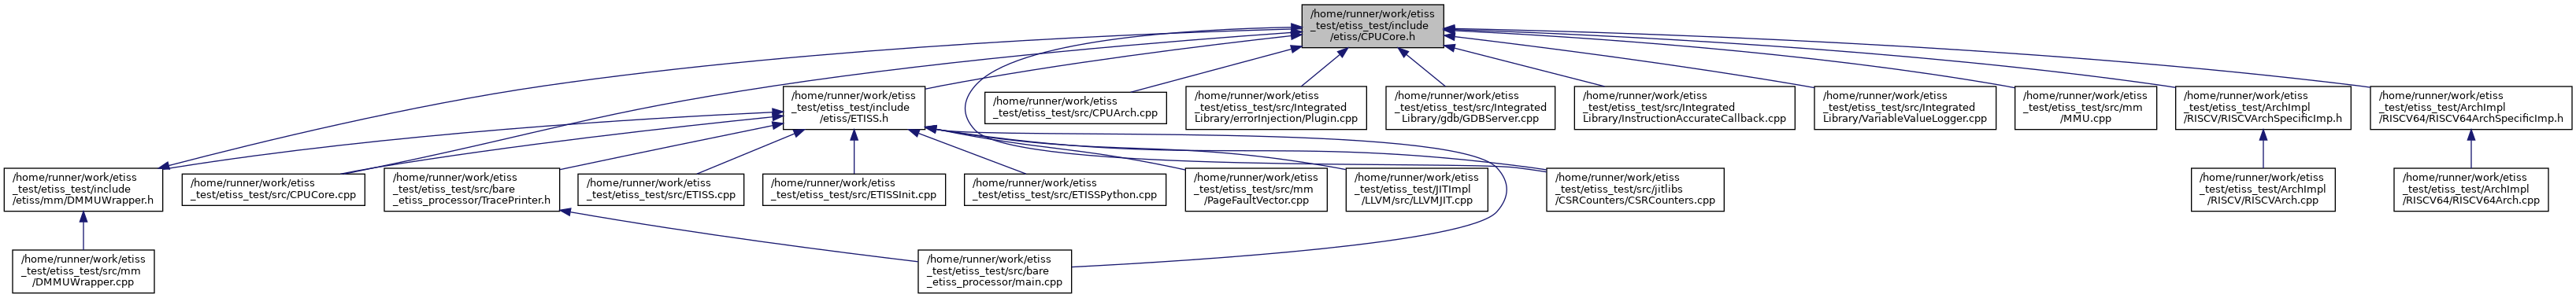 /home/runner/work/etiss
_test/etiss_test/include
/etiss/CPUCore.h
/home/runner/work/etiss
_test/etiss_test/include
/etiss/ETISS.h
/home/runner/work/etiss
_test/etiss_test/src/CPUArch.cpp
/home/runner/work/etiss
_test/etiss_test/src/Integrated
Library/errorInjection/Plugin.cpp
/home/runner/work/etiss
_test/etiss_test/src/Integrated
Library/gdb/GDBServer.cpp
/home/runner/work/etiss
_test/etiss_test/src/Integrated
Library/InstructionAccurateCallback.cpp
/home/runner/work/etiss
_test/etiss_test/src/Integrated
Library/VariableValueLogger.cpp
/home/runner/work/etiss
_test/etiss_test/src/mm
/MMU.cpp
/home/runner/work/etiss
_test/etiss_test/ArchImpl
/RISCV/RISCVArchSpecificImp.h
/home/runner/work/etiss
_test/etiss_test/ArchImpl
/RISCV64/RISCV64ArchSpecificImp.h
/home/runner/work/etiss
_test/etiss_test/include
/etiss/mm/DMMUWrapper.h
/home/runner/work/etiss
_test/etiss_test/src/CPUCore.cpp
/home/runner/work/etiss
_test/etiss_test/src/bare
_etiss_processor/TracePrinter.h
/home/runner/work/etiss
_test/etiss_test/src/ETISS.cpp
/home/runner/work/etiss
_test/etiss_test/src/ETISSInit.cpp
/home/runner/work/etiss
_test/etiss_test/src/ETISSPython.cpp
/home/runner/work/etiss
_test/etiss_test/src/mm
/PageFaultVector.cpp
/home/runner/work/etiss
_test/etiss_test/JITImpl
/LLVM/src/LLVMJIT.cpp
/home/runner/work/etiss
_test/etiss_test/src/jitlibs
/CSRCounters/CSRCounters.cpp
/home/runner/work/etiss
_test/etiss_test/ArchImpl
/RISCV/RISCVArch.cpp
/home/runner/work/etiss
_test/etiss_test/ArchImpl
/RISCV64/RISCV64Arch.cpp
/home/runner/work/etiss
_test/etiss_test/src/mm
/DMMUWrapper.cpp
/home/runner/work/etiss
_test/etiss_test/src/bare
_etiss_processor/main.cpp